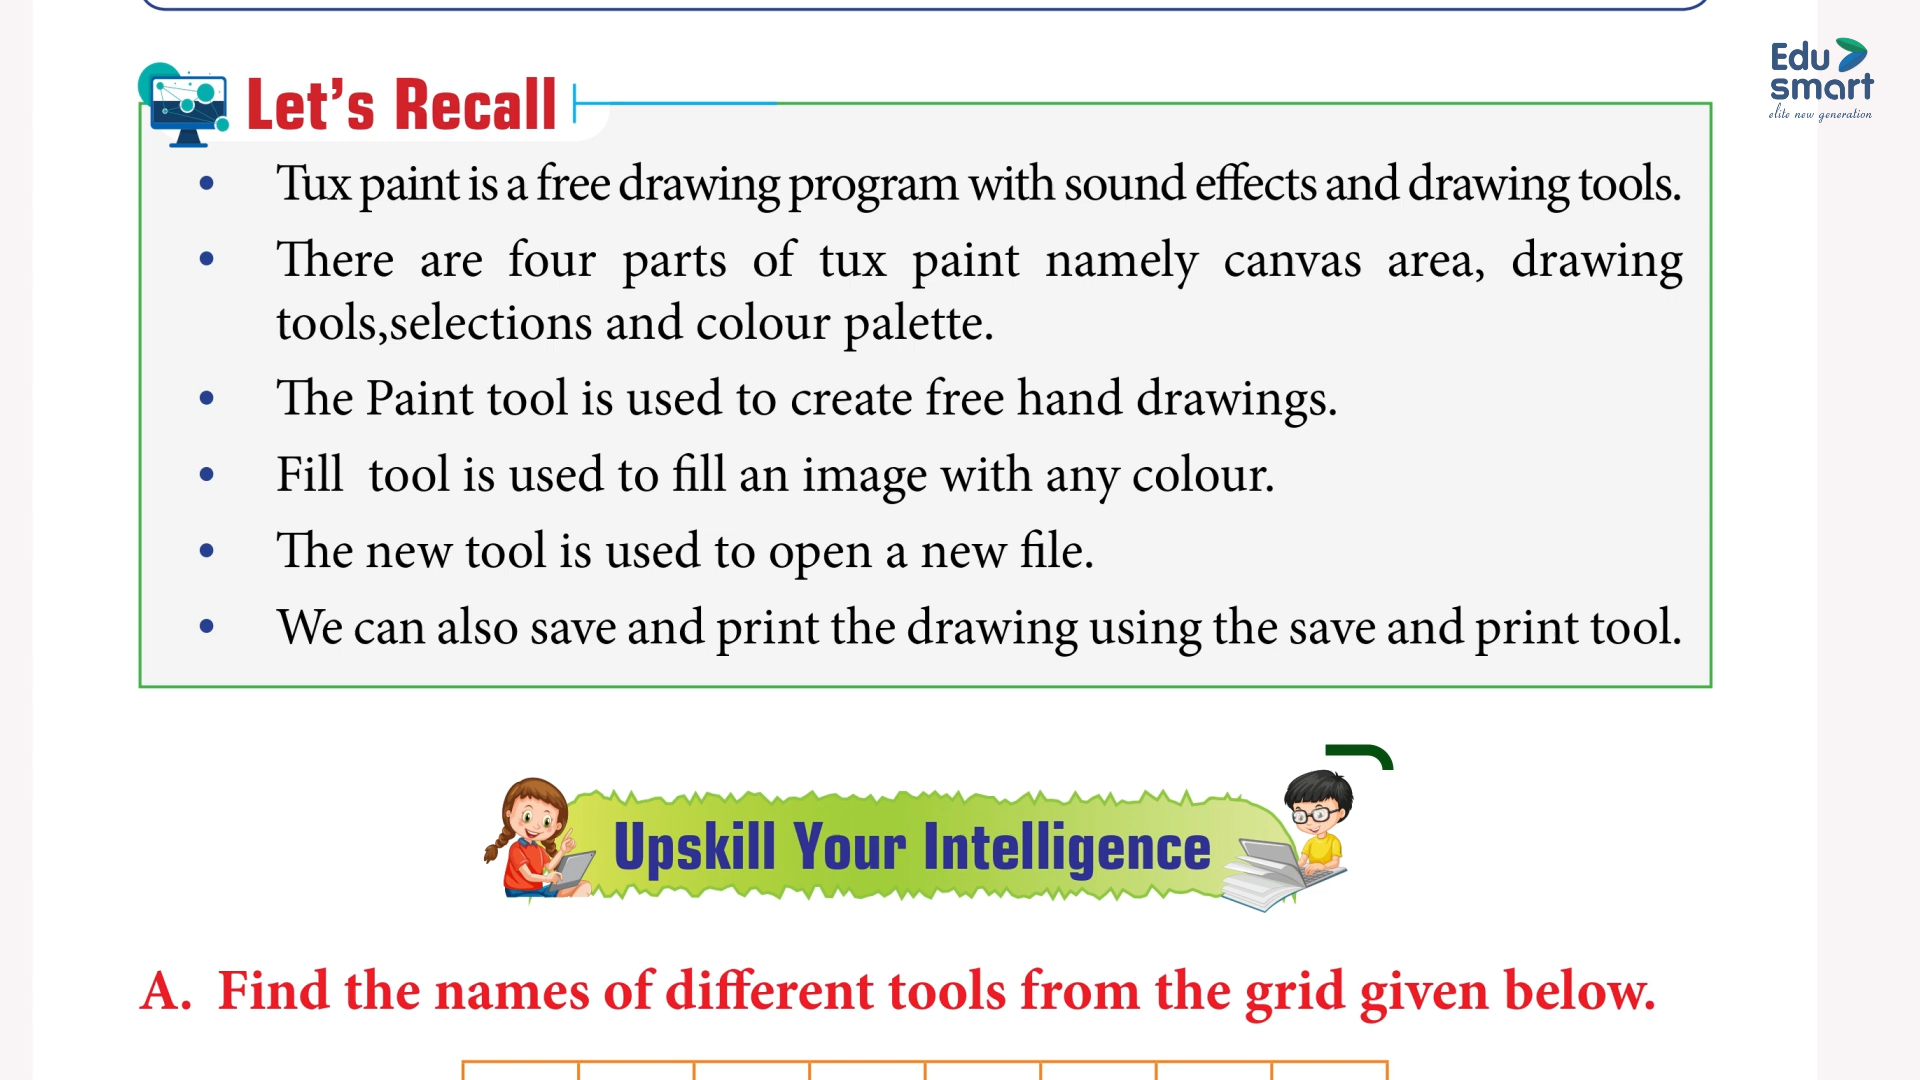 Edu
smart
elite new generation
Let's Recall
• Tux paint is a free drawing program with sound effects and drawing tools.
• There are four parts of tux paint namely canvas area, drawing
tools,selections and colour palette.
• The Paint tool is used to create free hand drawings.
• Fill  tool is used to fill an image with any colour.
• The new tool is used to open a new file.
• We can also save and print the drawing using the save and print tool.
Upskill Your Intelligence
A. Find the names of different tools from the grid given below.